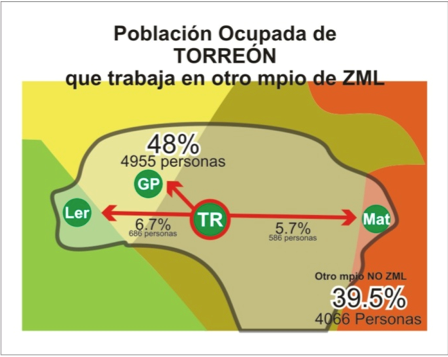 Población Ocupada de
TORREÓN
que trabaja en otro mpio de ZML
48%
4955 personas
GP
Ler
TR
Mat
6.7%
686 personas
5.7%
586 personas
Otro mpio NO ZML
39.5%
4066 Personas